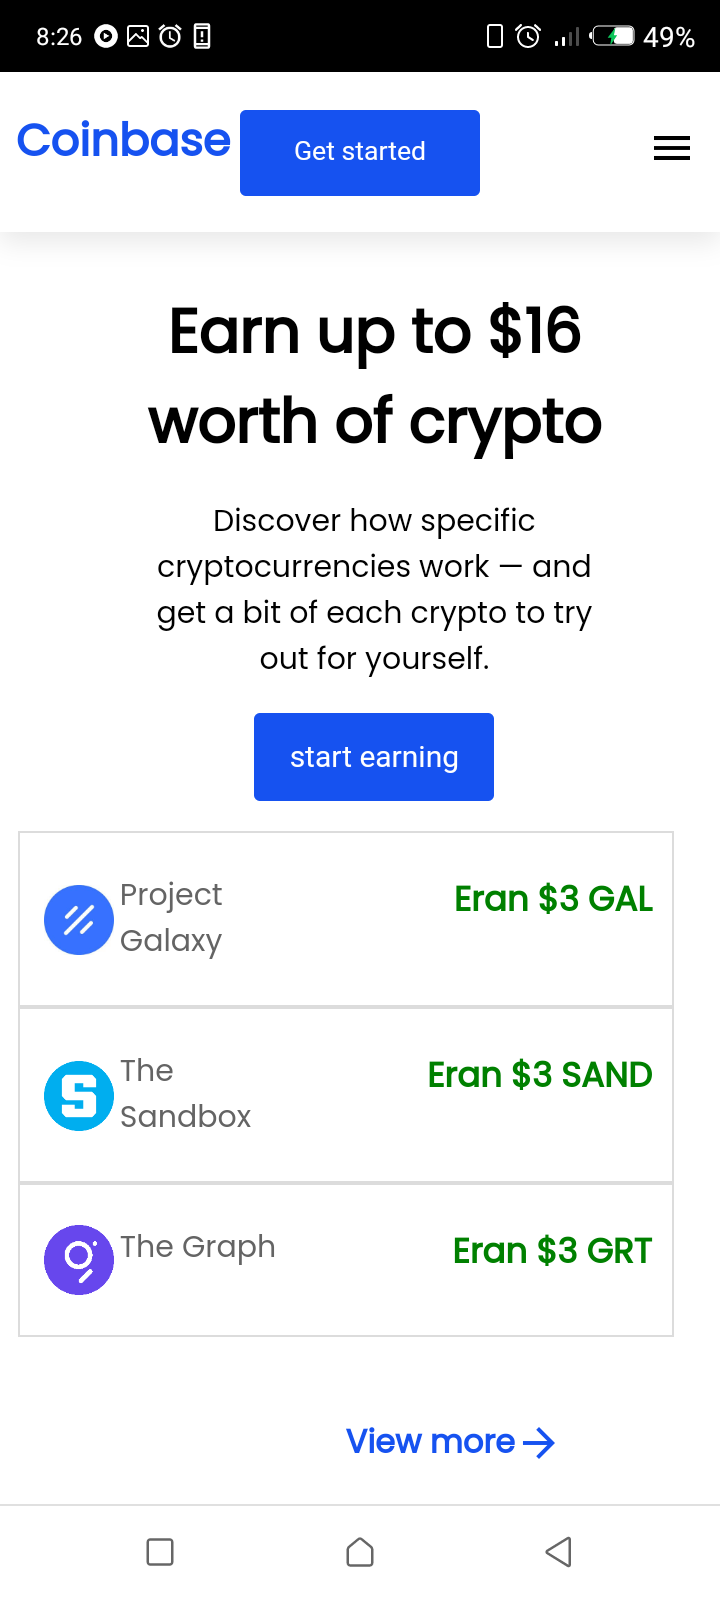 8:26
49%
Coinbase
Get started
Earn up to $16
worth of crypto
Discover how specific
cryptocurrencies work — and
get a bit of each crypto to try
out for yourself.
start earning
Project
Galaxy
Eran $3 GAL
The
Sandbox
Eran $3 SAND
The Graph
Eran $3 GRT
View more